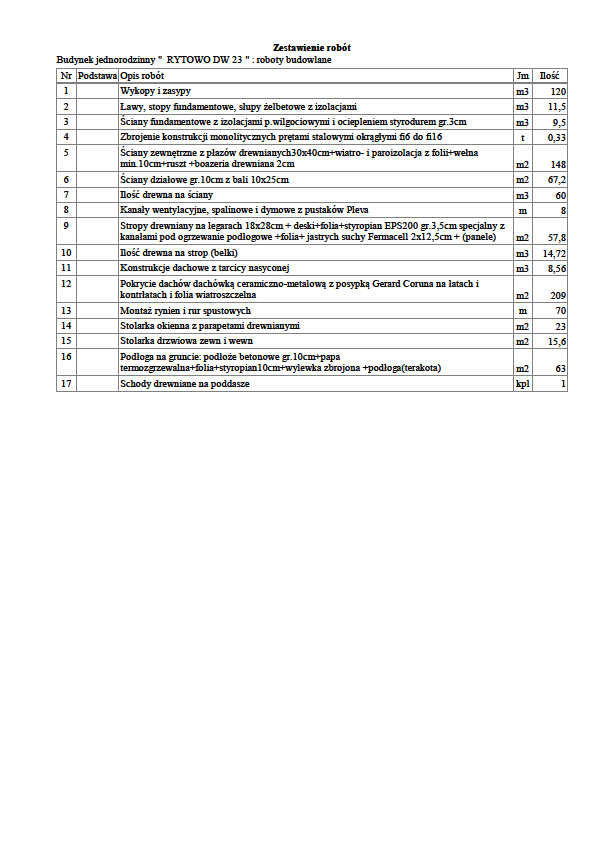 Zestawienie robót
Budynek jednorodzinny " RYTOWO DW 23 " : roboty budowlane
Nr Podstawa Opis robót Jm Ilość
1 Wykopy i zasypy m3 120
2 Ławy, stopy fundamentowe, słupy żelbetowe z izolacjami m3 11,5
3 Ściany fundamentowe z izolacjami p.wilgociowymi i ociepleniem styrodurem gr.3cm m3 9,5
4 Zbrojenie konstrukcji monolitycznych prętami stalowym okrągłymi fi6 do fi16 t 0,33
5 Ściany zewnętrzne z płazów drewnianych30x40cm+wiatro- i paroizolacja z folii+wełna
min.10cm+ruszt +boazeria drewniana 2cm m2 148
6 Ściany działowe gr.10cm z bali 10x25cm m2 67,2
7 Ilość drewna na ściany m3 60
8 Kanały wentylacyjne, spalinowe i dymowe z pustaków Pleva m 8
9 Stropy drewniany na legarach 18x28cm + deski+folia+styropian EPS200 gr.3,5cm specjalny z
kanałami pod ogrzewanie podłogowe +folia+ jastrych suchy Fermacell 2x12,5cm + (panele) m2 57,8
10 Ilość drewna na strop (belki) m3 14,72
11 Konstrukcje dachowe z tarcicy nasyconej m3 8,56
12 Pokrycie dachów dachówką ceramiczno-metalową z posypką Gerard Coruna na łatach i
kontrłatach i folia wiatroszczelna m2 209
13 Montaż rynien i rur spustowych m 70
14 Stolarka okienna z parapetami drewnianymi m2 23
15 Stolarka drzwiowa zewn i wewn m2 15,6
16 Podłoga na gruncie: podłoże betonowe gr.10cm+papa
termozgrzewalna+folia+styropian10cm+wylewka zbrojona +podłoga(terakota) m2 63
17 Schody drewniane na poddasze kpl 1